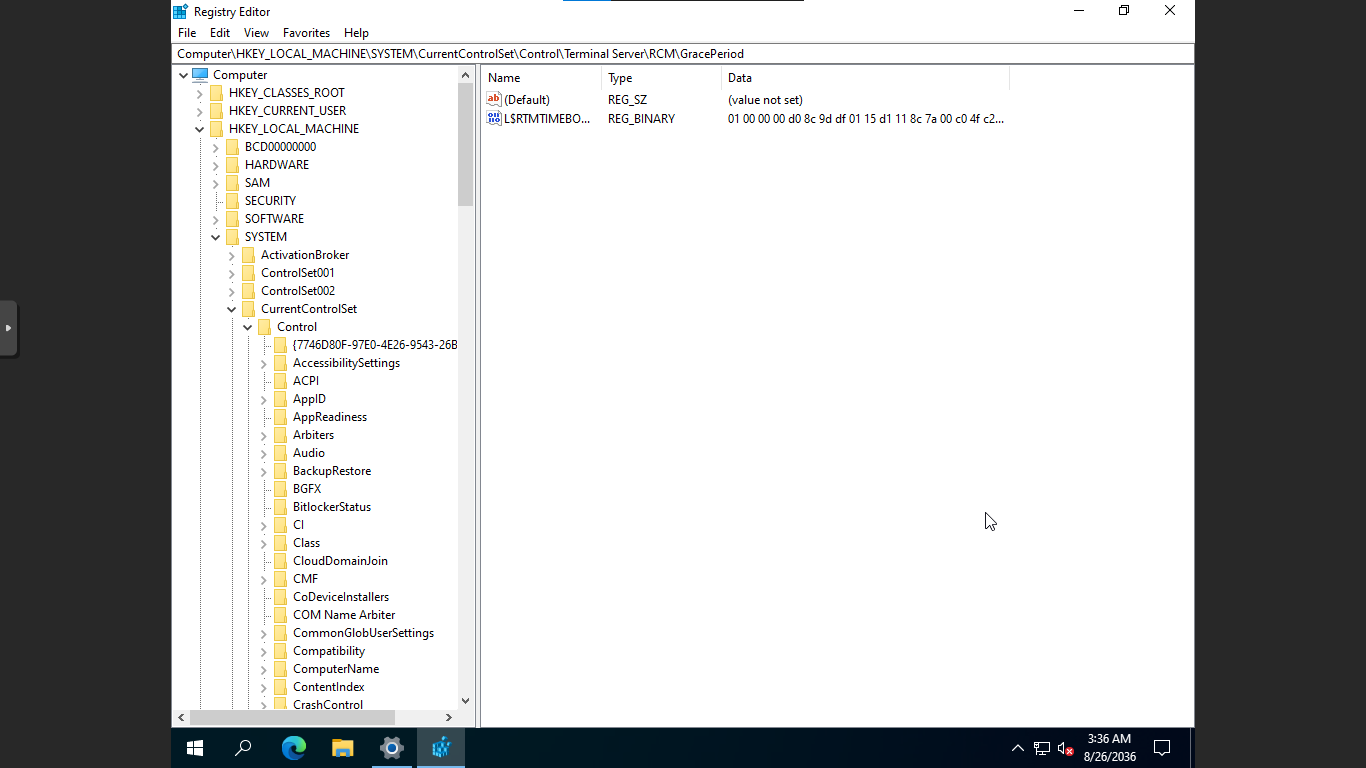 Registry Editor
File Edit View Favorites Help
Computer\HKEY_LOCAL_MACHINE\SYSTEM\CurrentControlSet\Control\Terminal Server\RCM\GracePeriod
Computer
HKEY_CLASSES_ROOT
HKEY_CURRENT_USER
HKEY_LOCAL_MACHINE
BCD00000000
HARDWARE
SAM
SECURITY
SOFTWARE
SYSTEM
ActivationBroker
ControlSet001
ControlSet002
CurrentControlSet
Control
{7746D80F-97E0-4E26-9543-26B
AccessibilitySettings
ACPI
AppID
AppReadiness
Arbiters
Audio
BackupRestore
BGFX
BitlockerStatus
CI
Class
CloudDomainJoin
CMF
CoDeviceInstallers
COM Name Arbiter
CommonGlobUserSettings
Compatibility
ComputerName
ContentIndex
CrashControl
Name Type Data
(Default) REG_SZ (value not set)
L$RTMTIMEBO... REG_BINARY 01 00 00 00 d0 8c 9d df 01 15 d1 11 8c 7a 00 c0 4f c2...
3:36 AM
8/26/2036